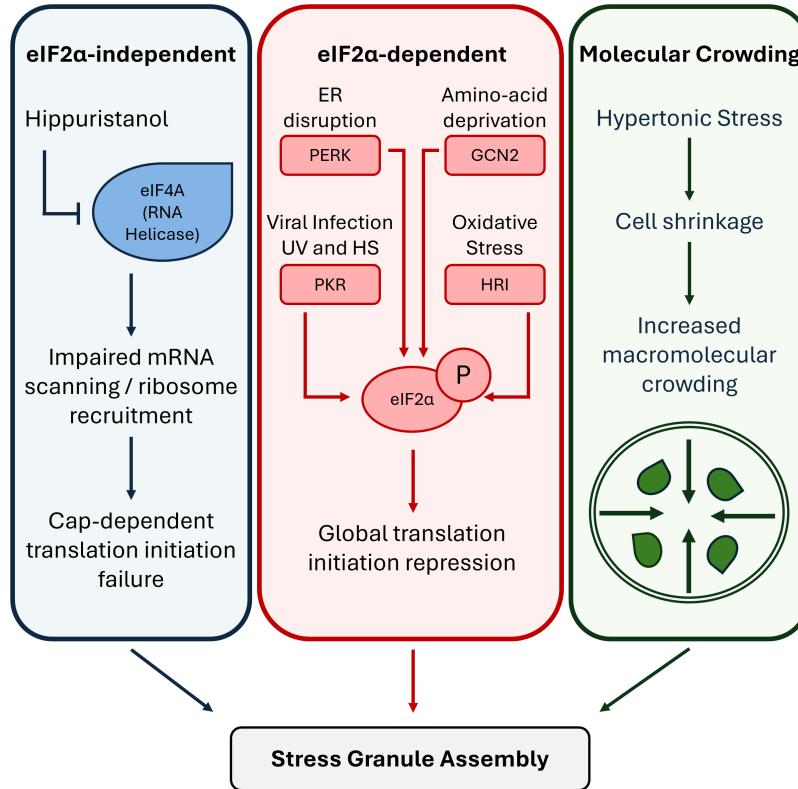 eIF2α-independent
Hippuristanol
eIF4A
(RNA
Helicase)
Impaired mRNA
scanning / ribosome
recruitment
Cap-dependent
translation initiation
failure
eIF2α-dependent
ER
disruption
PERK
Amino-acid
deprivation
GCN2
Viral Infection
UV and HS
PKR
Oxidative
Stress
HRI
P
eIF2α
Global translation
initiation repression
Molecular Crowding
Hypertonic Stress
Cell shrinkage
Increased
macromolecular
crowding
Stress Granule Assembly